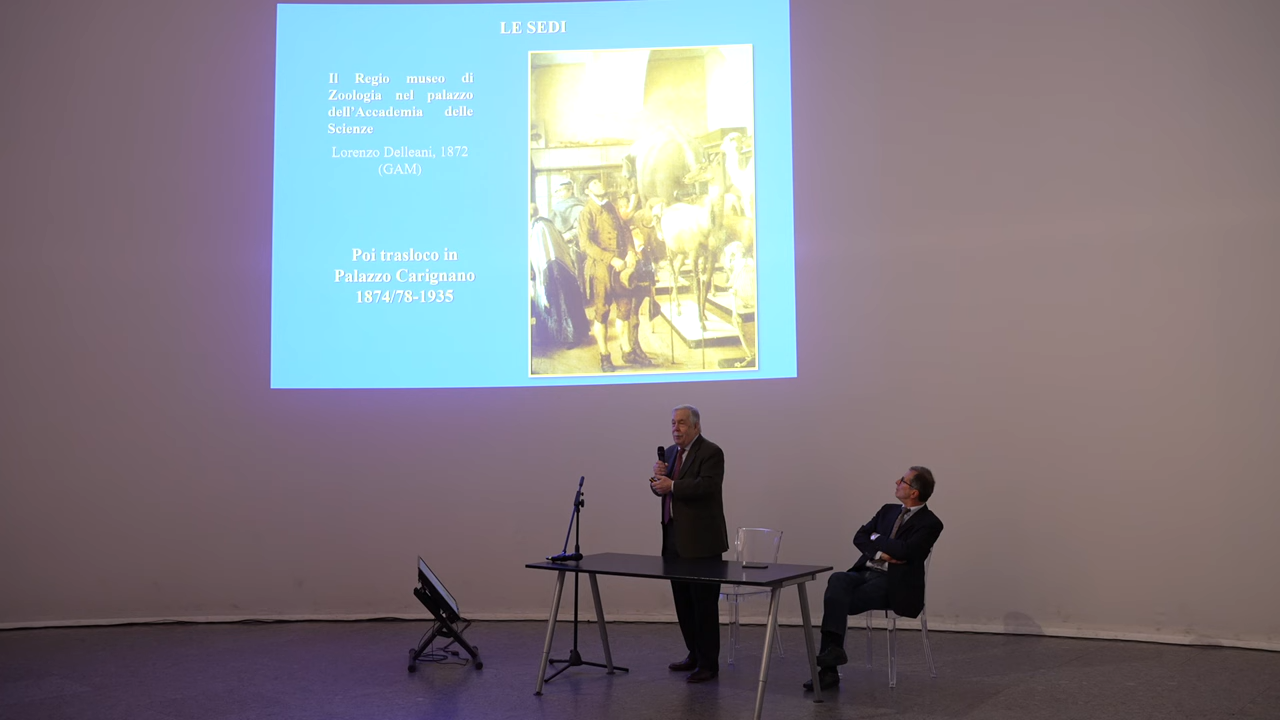 LE SEDI
Il Regio museo di
Zoologia nel palazzo
dell'Accademia delle
Scienze
Lorenzo Delleani, 1872
(GAM)
Poi trasloco in
Palazzo Carignano
1874/78-1935